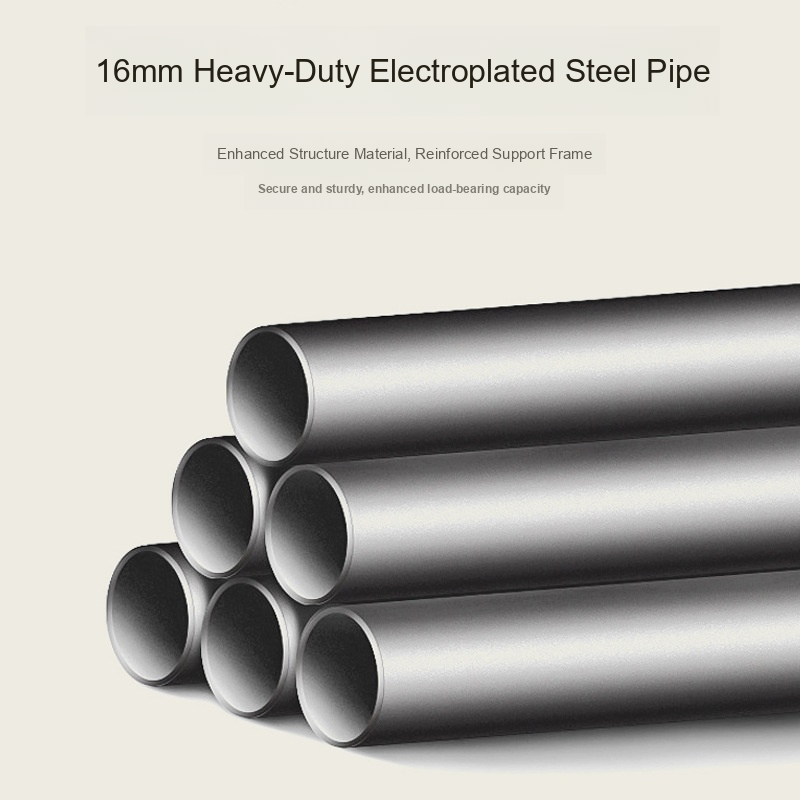 16mm Heavy-Duty Electroplated Steel Pipe
Enhanced Structure Material, Reinforced Support Frame
Secure and sturdy, enhanced load-bearing capacity